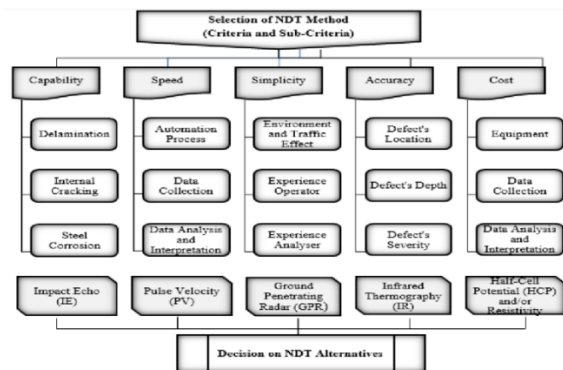 Selection of NDT Method
(Criteria and Sub-Criteria)
Capability
Speed
Simplicity
Accuracy
Cost
Delamination
Automation
Process
Environment
and Traffic
Effect
Defect's
Location
Equipment
Internal
Cracking
Data
Collection
Experience
Operator
Defect's Depth
Data
Collection
Steel
Corrosion
Data Analysis
and
Interpretation
Experience
Analyser
Defect's
Severity
Data Analysis
and
Interpretation
Impact Echo
(IE)
Pulse Velocity
(PV)
Ground
Penetrating
Radar (GPR)
Infrared
Thermography
(IR)
Half-Cell
Potential (HCP)
and/or
Resistivity
Decision on NDT Alternatives